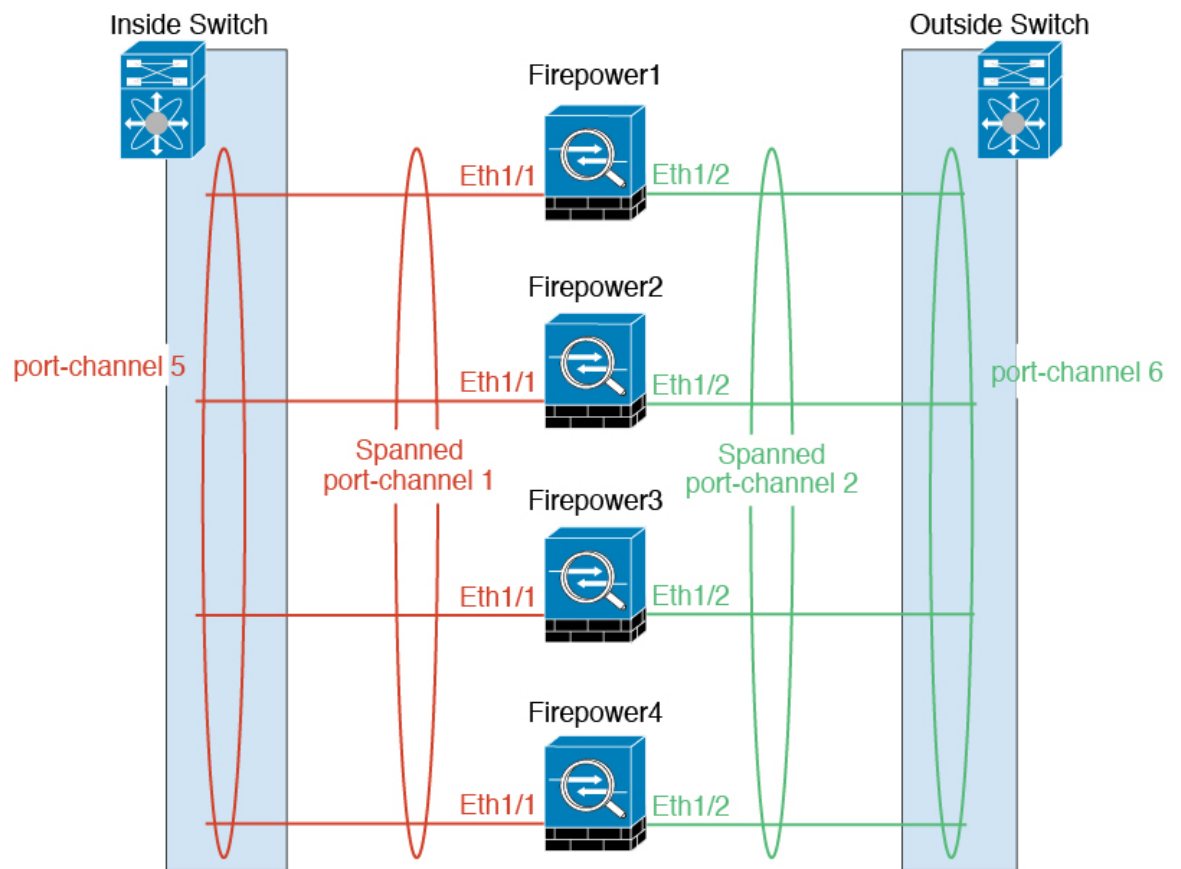 Inside Switch
Outside Switch
Firepower1
Eth1/1
Eth1/2
Firepower2
port-channel 5
Eth1/1
Eth1/2
port-channel 6
Spanned
port-channel 1
Spanned
port-channel 2
Firepower3
Eth1/1
Eth1/2
Firepower4
Eth1/1
Eth1/2